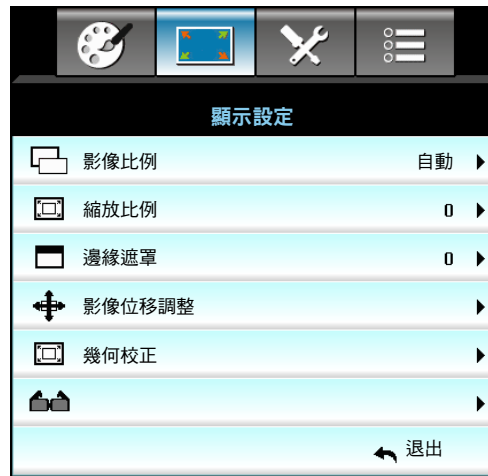 顯示設定
影像比例 自動
縮放比例 0
邊緣遮罩 0
影像位移調整
幾何校正
退出